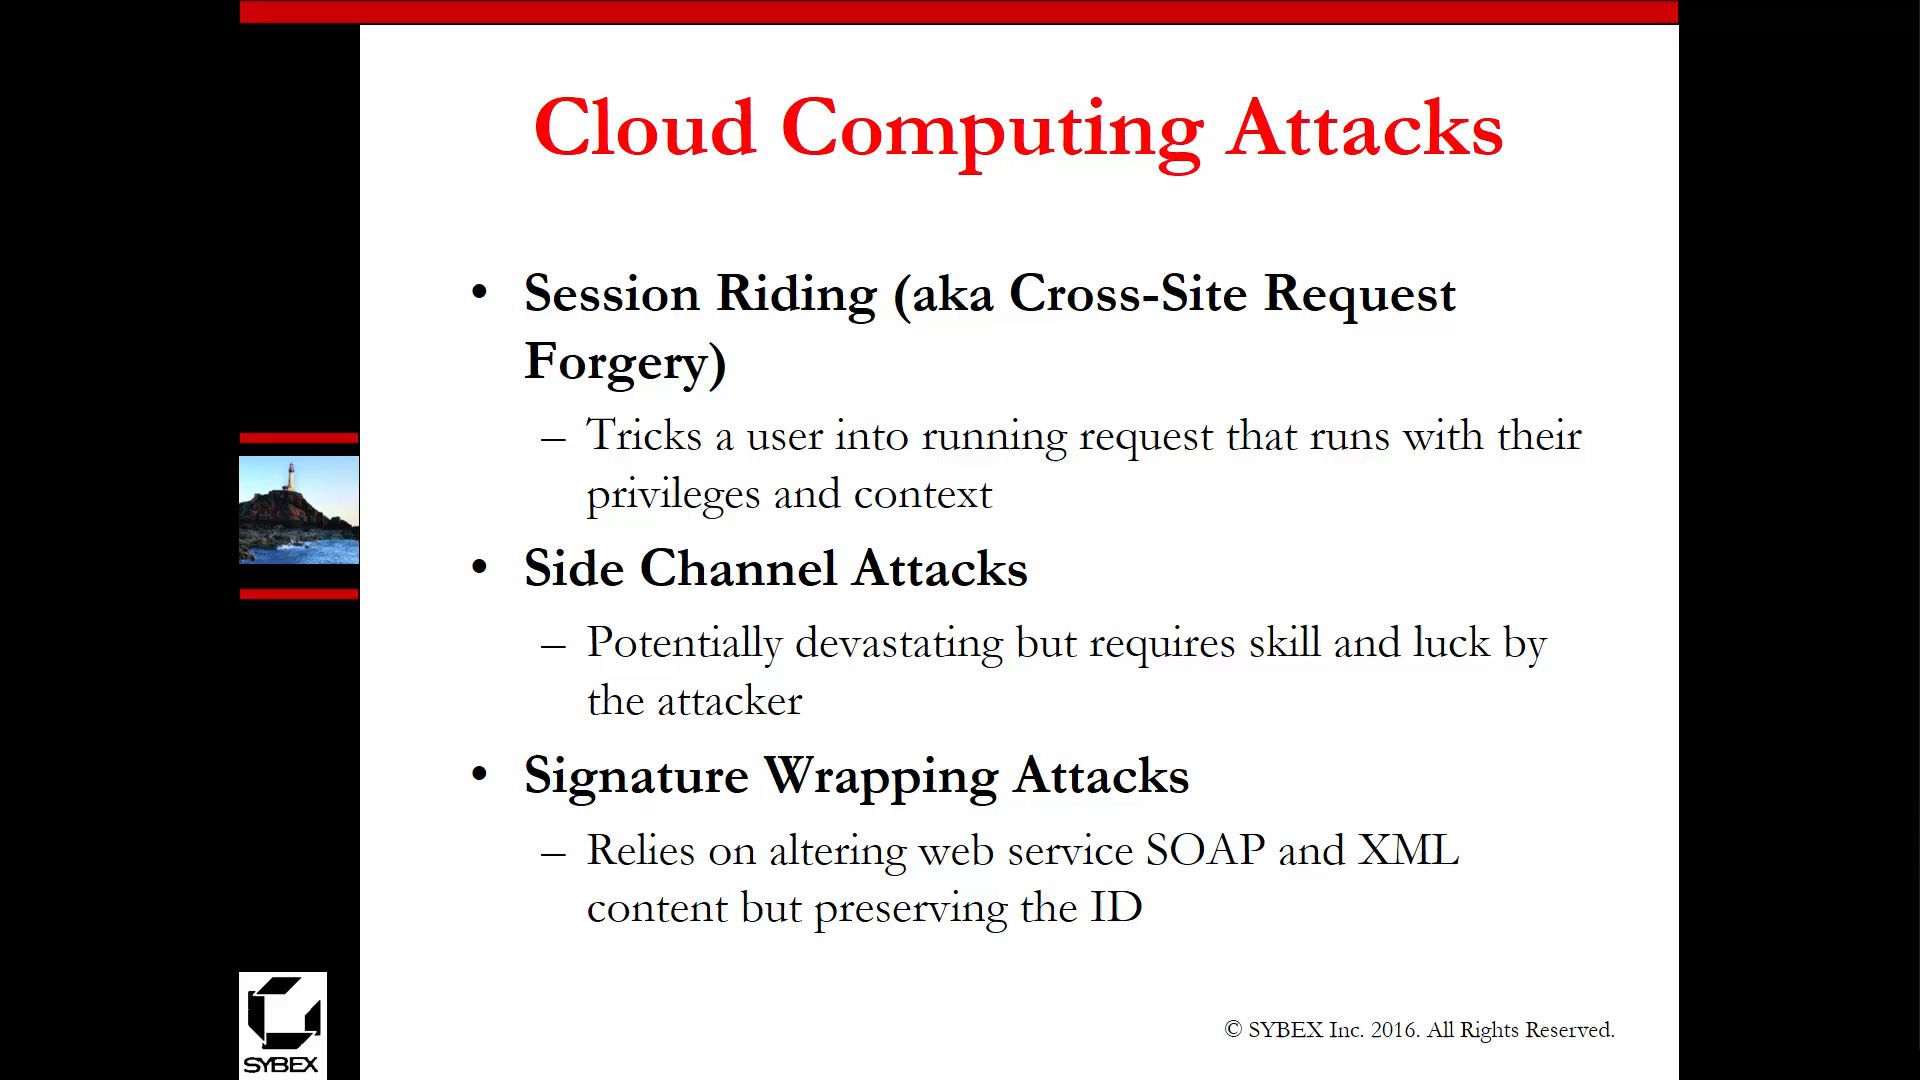 Cloud Computing Attacks
• Session Riding (aka Cross-Site Request
Forgery)
– Tricks a user into running request that runs with their
privileges and context
• Side Channel Attacks
– Potentially devastating but requires skill and luck by
the attacker
• Signature Wrapping Attacks
– Relies on altering web service SOAP and XML
content but preserving the ID
SYBEX
© SYBEX Inc. 2016. All Rights Reserved.